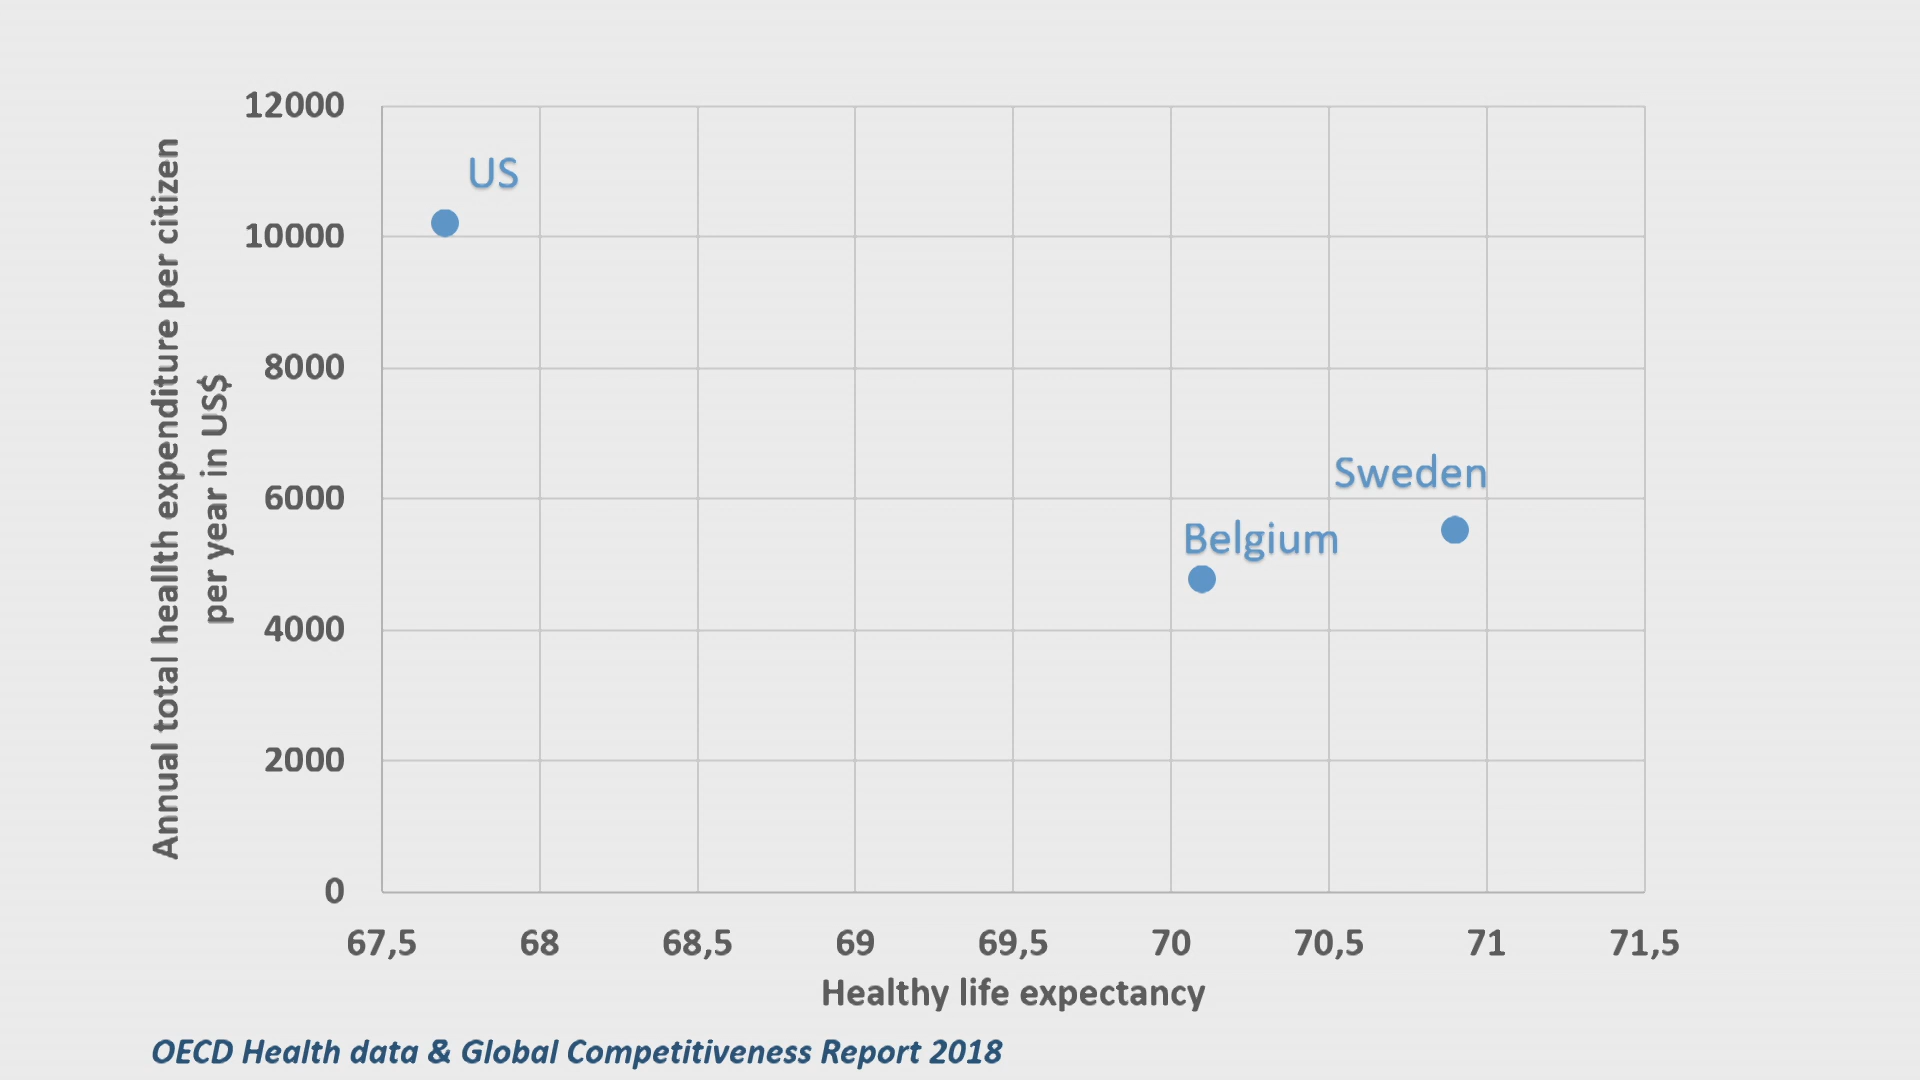 12000
10000
8000
6000
4000
2000
0
Annual total heallth expenditure per citizen
per year in US$
US
Sweden
Belgium
67,5 68 68,5 69 69,5 70 70,5 71 71,5
Healthy life expectancy
OECD Health data & Global Competitiveness Report 2018